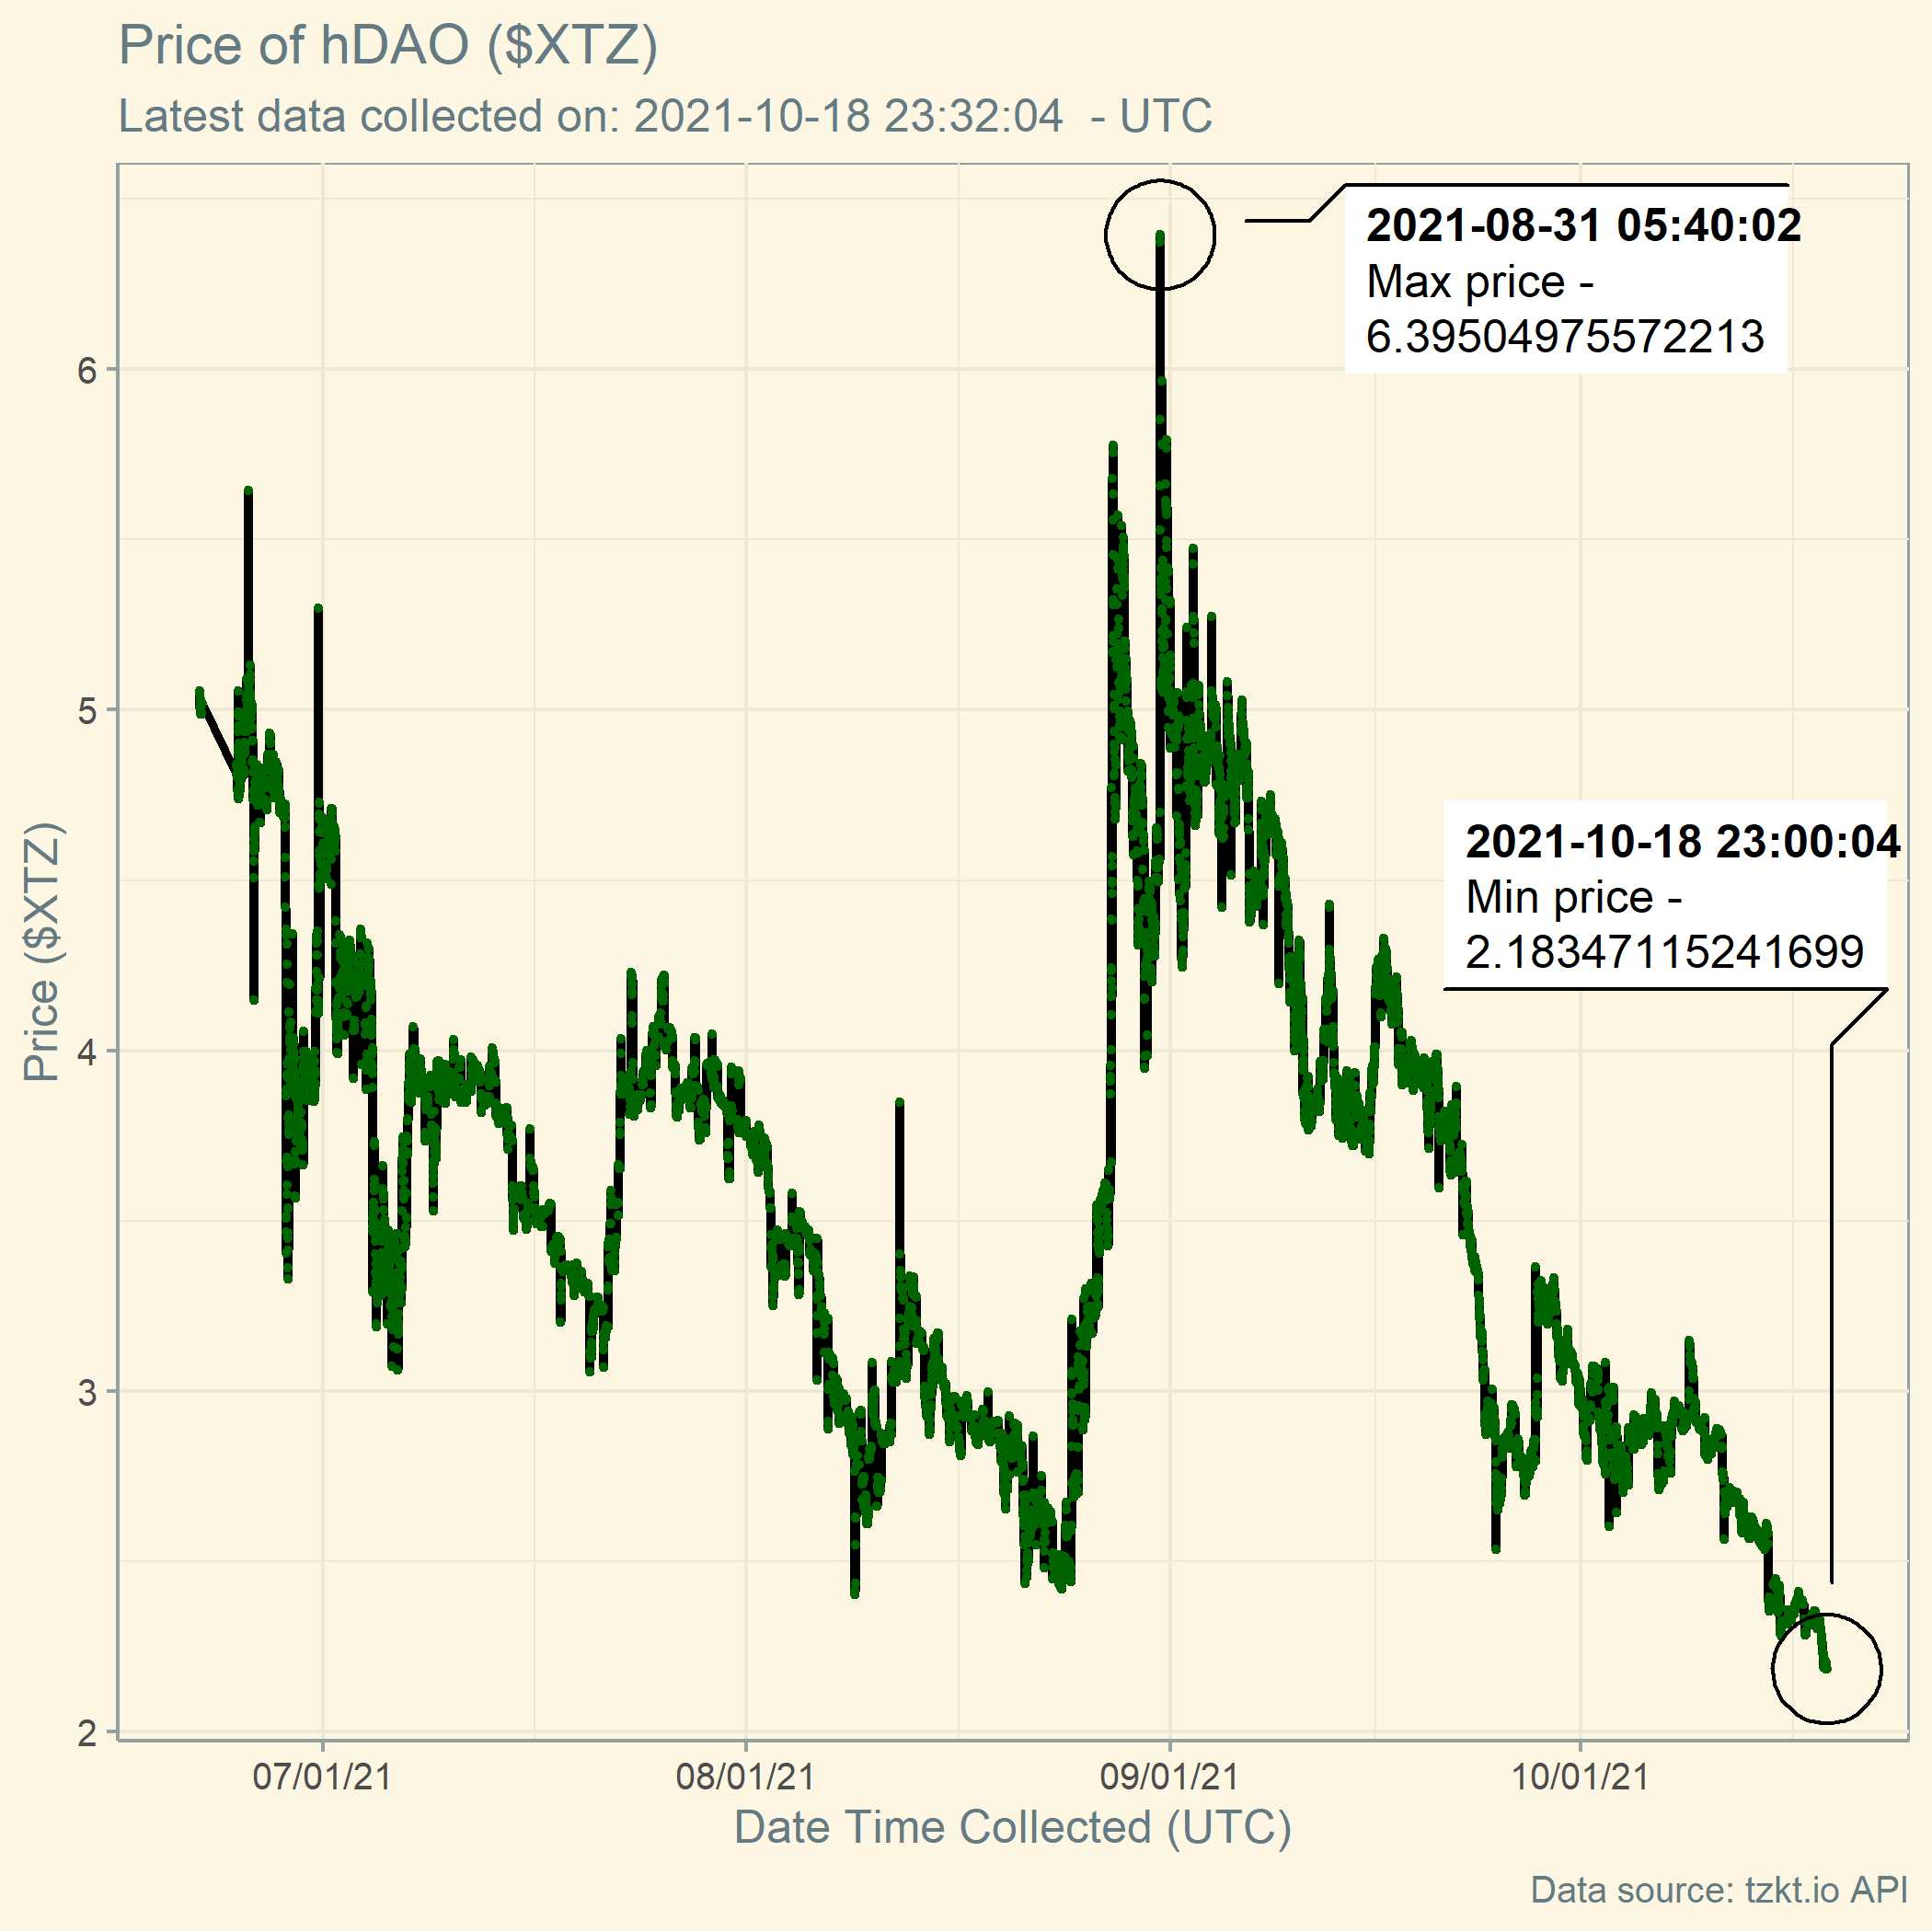 Price of hDAO ($XTZ)
Latest data collected on: 2021-10-18 23:32:04  - UTC
2021-08-31 05:40:02
Max price -
6.39504975572213
2021-10-18 23:00:04
Min price -
2.18347115241699
Price ($XTZ)
6
5
4
3
2
07/01/21
08/01/21
09/01/21
10/01/21
Date Time Collected (UTC)
Data source: tzkt.io API